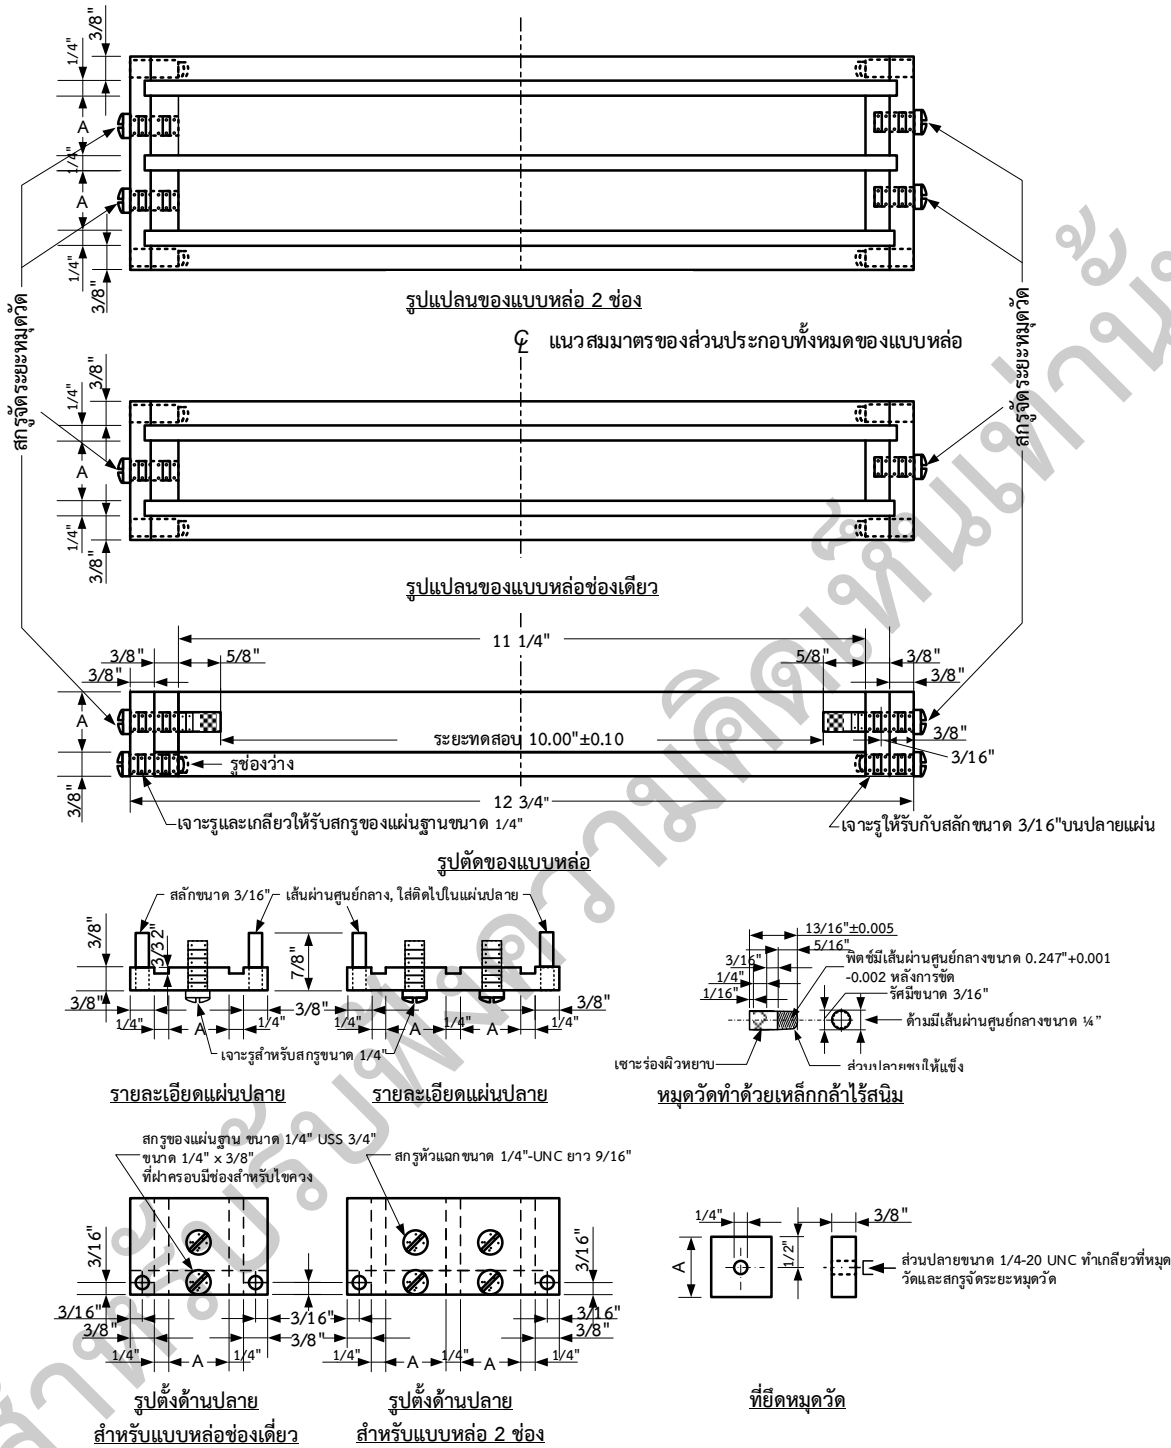 3/8"
1/4"
A
1/4"
A
1/4"
3/8"
สกรูจัดระยะหมุดวัด
สกรูจัดระยะหมุดวัด
รูปแปลนของแบบหล่อ 2 ช่อง
℄ แนวสมมาตรของส่วนประกอบทั้งหมดของแบบหล่อ
3/8"
1/4"
A
1/4"
3/8"
รูปแปลนของแบบหล่อช่องเดียว
11 1/4"
3/8" 5/8" 5/8" 3/8"
3/8" 3/8"
A
ระยะทดสอบ 10.00"±0.10 3/8"
3/16"
รูช่องว่าง
3/8"
12 3/4"
เจาะรูและเกลียวให้รับสกรูของแผ่นฐานขนาด 1/4"
เจาะรูให้รับกับสลักขนาด 3/16"บนปลายแผ่น
รูปตัดของแบบหล่อ
สลักขนาด 3/16" เส้นผ่านศูนย์กลาง, ใส่ติดไปในแผ่นปลาย
3/8" 3/32" 7/8"
3/8" 3/8" 3/8"
1/4" A 1/4" 1/4" A 1/4" A 1/4"
เจาะรูสำหรับสกรูขนาด 1/4"
รายละเอียดแผ่นปลาย รายละเอียดแผ่นปลาย
13/16"±0.005
5/16"
3/16"
1/4"
1/16"
พิตช์มีเส้นผ่านศูนย์กลางขนาด 0.247"+0.001
-0.002 หลังการขัด
รัศมีขนาด 3/16"
ด้ามมีเส้นผ่านศูนย์กลางขนาด ¼”
เซาะร่องผิวหยาบ ส่วนปลายชุบให้แข็ง
หมุดวัดทำด้วยเหล็กกล้าไร้สนิม
สกรูของแผ่นฐาน ขนาด 1/4" USS 3/4"
ขนาด 1/4" x 3/8"
ที่ฝาครอบมีช่องสำหรับไขควง
สกรูหัวแฉกขนาด 1/4"-UNC ยาว 9/16"
3/16" 3/16"
3/16" 3/16" 3/16"
3/8" 3/8" 3/8"
1/4" A 1/4" 1/4" A 1/4" A 1/4"
รูปตั้งด้านปลาย รูปตั้งด้านปลาย
สำหรับแบบหล่อช่องเดี่ยว สำหรับแบบหล่อ 2 ช่อง
1/4" 3/8"
A 1/2"
ส่วนปลายขนาด 1/4-20 UNC ทำเกลียวที่หมุด
วัดและสกรูจัดระยะหมุดวัด
ที่ยึดหมุดวัด